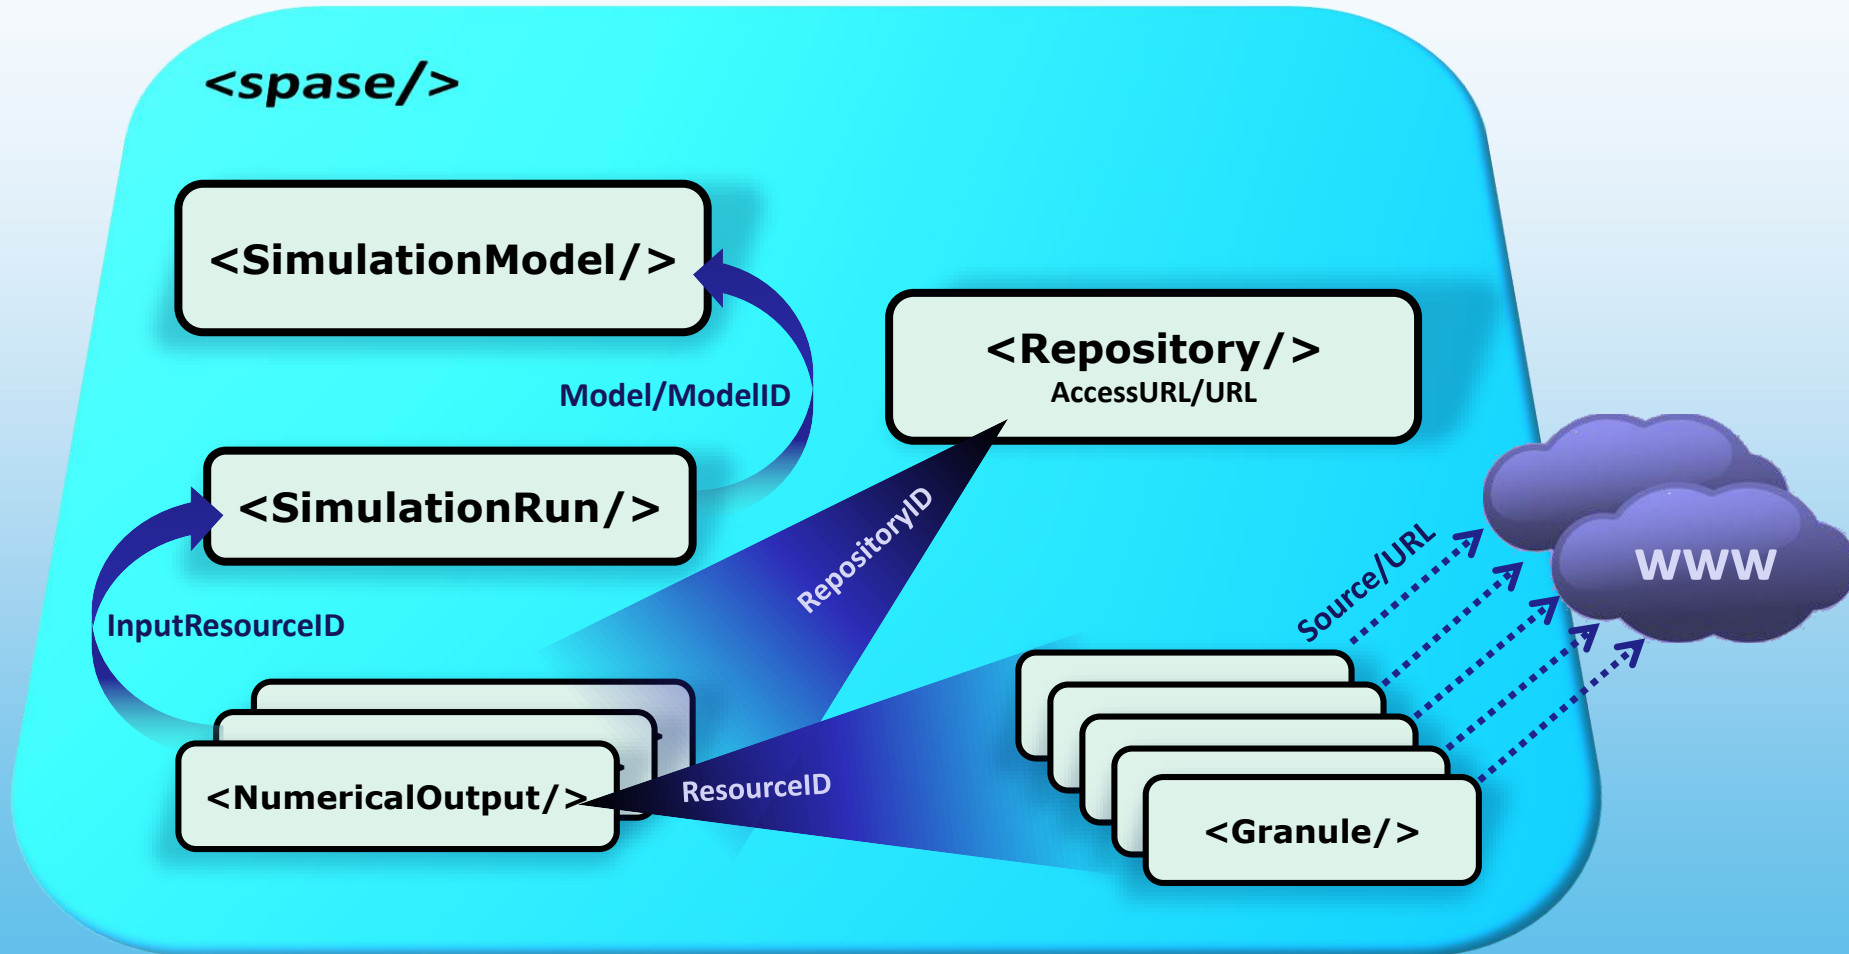 <spase/>
<SimulationModel/>
Model/ModelID
<Repository/>
AccessURL/URL
<SimulationRun/>
RepositoryID
InputResourceID
Source/URL
WWW
<NumericalOutput/>
ResourceID
<Granule/>